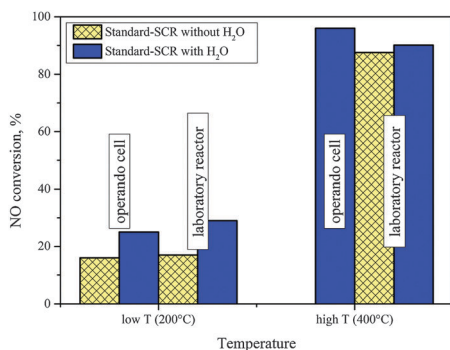 Standard-SCR without H₂O
Standard-SCR with H₂O
NO conversion, %
100
80
60
40
20
0
operando cell
laboratory reactor
operando cell
laboratory reactor
low T (200°C)
high T (400°C)
Temperature